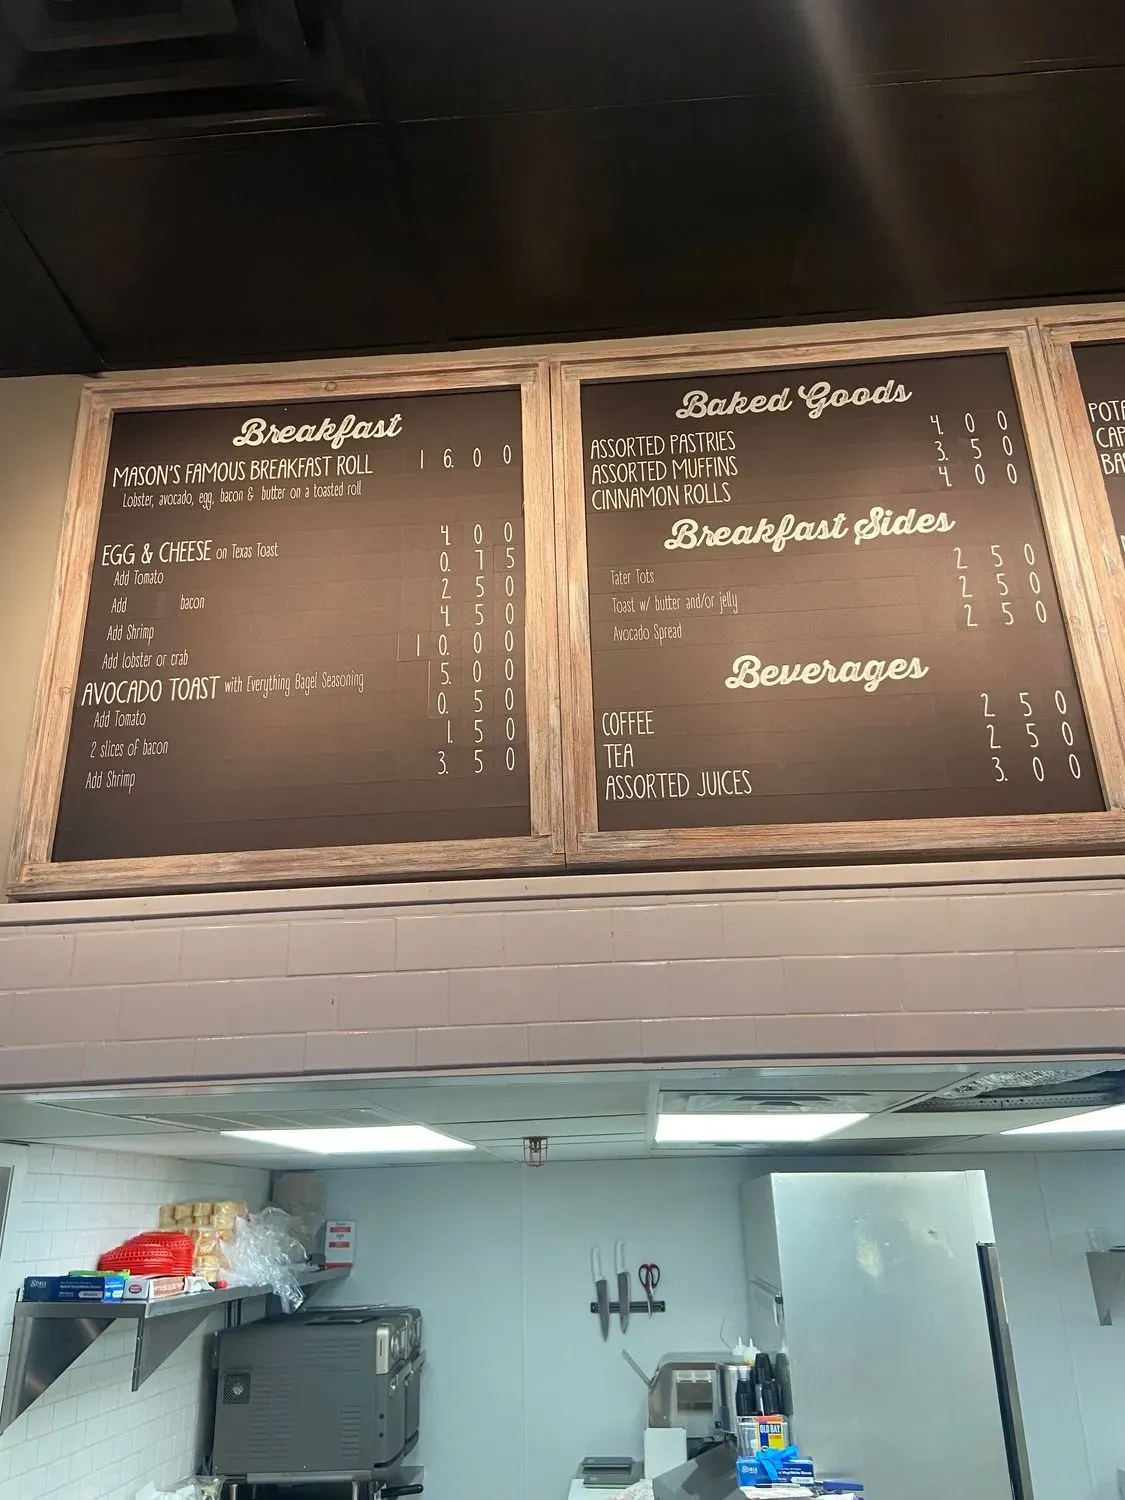 Breakfast
MASON'S FAMOUS BREAKFAST ROLL 16.00
Lobster, avocado, egg, bacon & butter on a toasted roll
EGG & CHEESE on Texas Toast 4.00
Add Tomato 0.75
Add bacon 2.50
Add Shrimp 4.50
Add lobster or crab 10.00
AVOCADO TOAST with Everything Bagel Seasoning 5.00
Add Tomato 0.50
2 slices of bacon 1.50
Add Shrimp 3.50
Baked Goods
ASSORTED PASTRIES 4.00
ASSORTED MUFFINS 3.50
CINNAMON ROLLS 4.00
Breakfast Sides
Tater Tots 2 50
Toast w/ butter and/or jelly 2 50
Avocado Spread 2 50
Beverages
COFFEE 2 50
TEA 2 50
ASSORTED JUICES 3.00
POTA
CAP
BA
OLD BAY